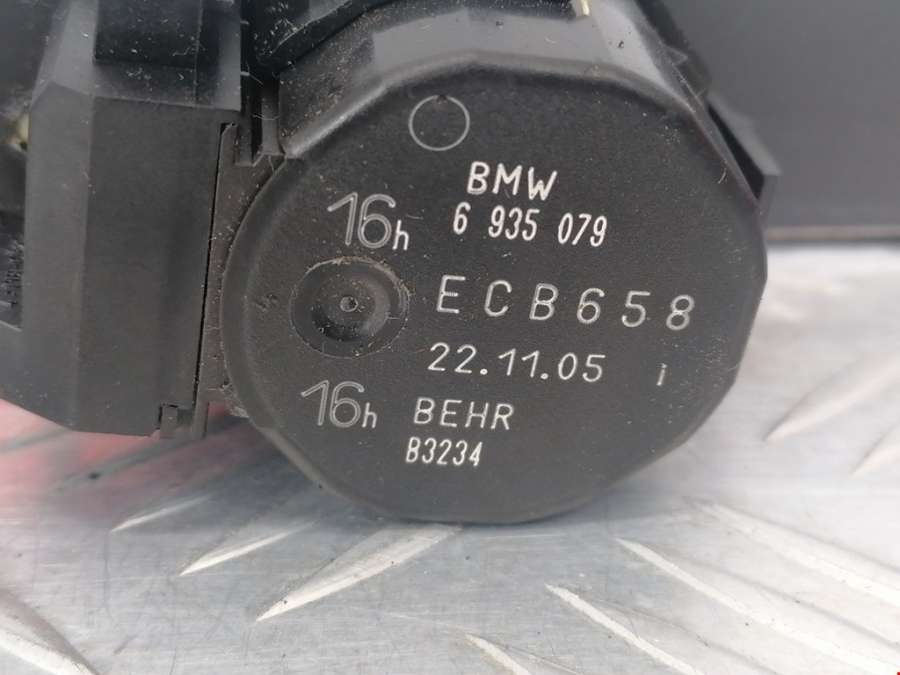 BMW
6 935 079
16h
ECB658
22.11.05
16h
BEHR
B3234